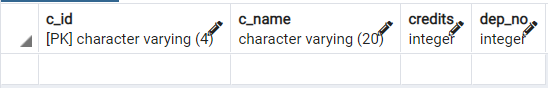 c_id c_name credits dep_no
[PK] character varying (4) character varying (20) integer integer